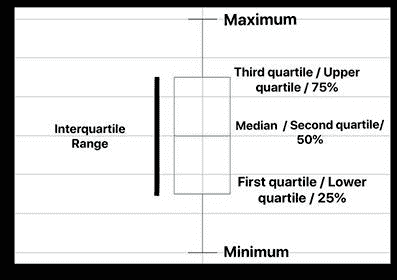 Maximum
Third quartile / Upper
quartile / 75%
Interquartile
Range
Median / Second quartile/
50%
First quartile / Lower
quartile / 25%
Minimum